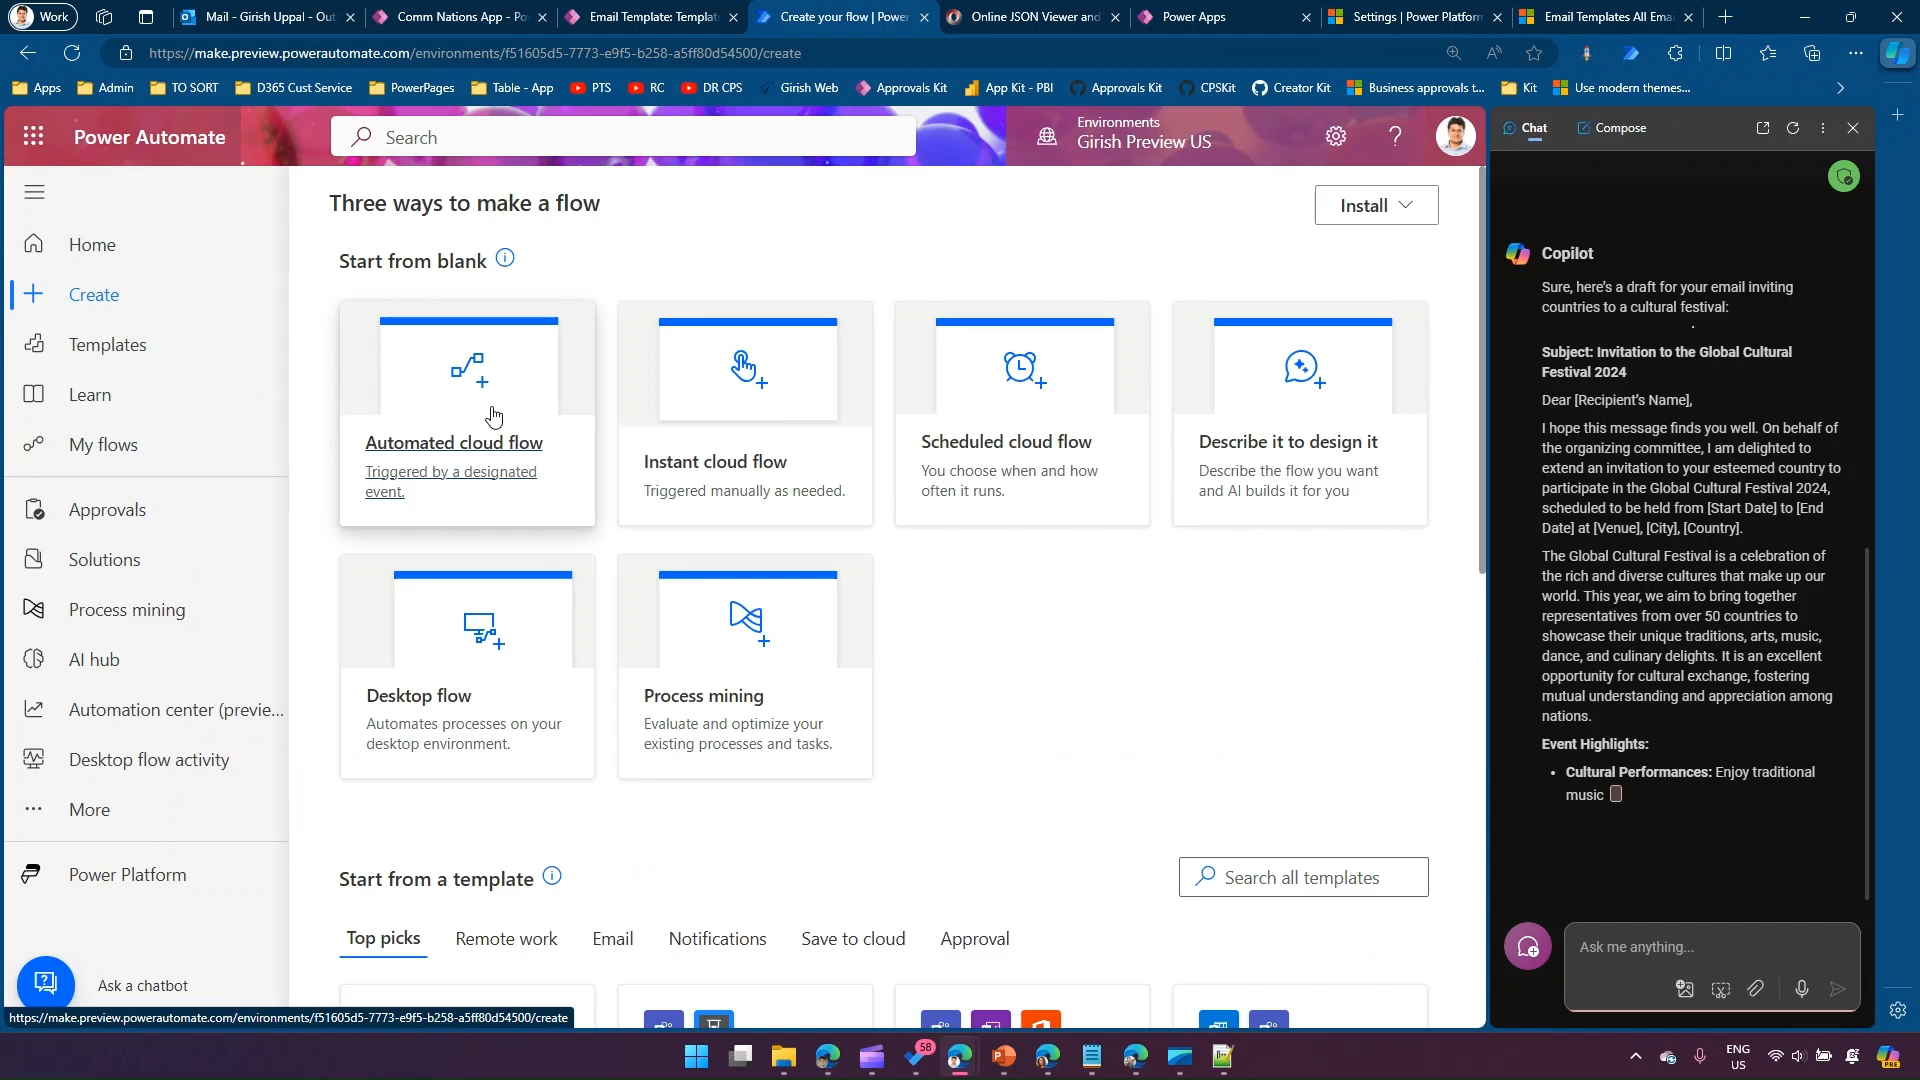 Work
Mail - Girish Uppal - Out
Comm Nations App - Po
Email Template: Templat
Create your flow | Power
Online JSON Viewer and
Power Apps
Settings | Power Platform
Email Templates All Emai
https://make.preview.powerautomate.com/environments/f51605d5-7773-e9f5-b258-a5ff80d54500/create
Apps
Admin
TO SORT
D365 Cust Service
PowerPages
Table - App
PTS
RC
DR CPS
Girish Web
Approvals Kit
App Kit - PBI
Approvals Kit
CPSKit
Creator Kit
Business approvals t...
Kit
Use modern themes...
Power Automate
Search
Environments
Girish Preview US
Home
Create
Templates
Learn
My flows
Approvals
Solutions
Process mining
AI hub
Automation center (previe...
Desktop flow activity
More
Power Platform
Ask a chatbot
Three ways to make a flow
Install
Start from blank
Automated cloud flow
Triggered by a designated
event.
Instant cloud flow
Triggered manually as needed.
Scheduled cloud flow
You choose when and how
often it runs.
Describe it to design it
Describe the flow you want
and AI builds it for you
Desktop flow
Automates processes on your
desktop environment.
Process mining
Evaluate and optimize your
existing processes and tasks.
Start from a template
Search all templates
Top picks
Remote work
Email
Notifications
Save to cloud
Approval
https://make.preview.powerautomate.com/environments/f51605d5-7773-e9f5-b258-a5ff80d54500/create
Chat
Compose
Copilot
Sure, here's a draft for your email inviting
countries to a cultural festival:
Subject: Invitation to the Global Cultural
Festival 2024
Dear [Recipient's Name],
I hope this message finds you well. On behalf of
the organizing committee, I am delighted to
extend an invitation to your esteemed country to
participate in the Global Cultural Festival 2024,
scheduled to be held from [Start Date] to [End
Date] at [Venue], [City], [Country].
The Global Cultural Festival is a celebration of
the rich and diverse cultures that make up our
world. This year, we aim to bring together
representatives from over 50 countries to
showcase their unique traditions, arts, music,
dance, and culinary delights. It is an excellent
opportunity for cultural exchange, fostering
mutual understanding and appreciation among
nations.
Event Highlights:
• Cultural Performances: Enjoy traditional
music
Ask me anything...
58
ENG
US
PRE